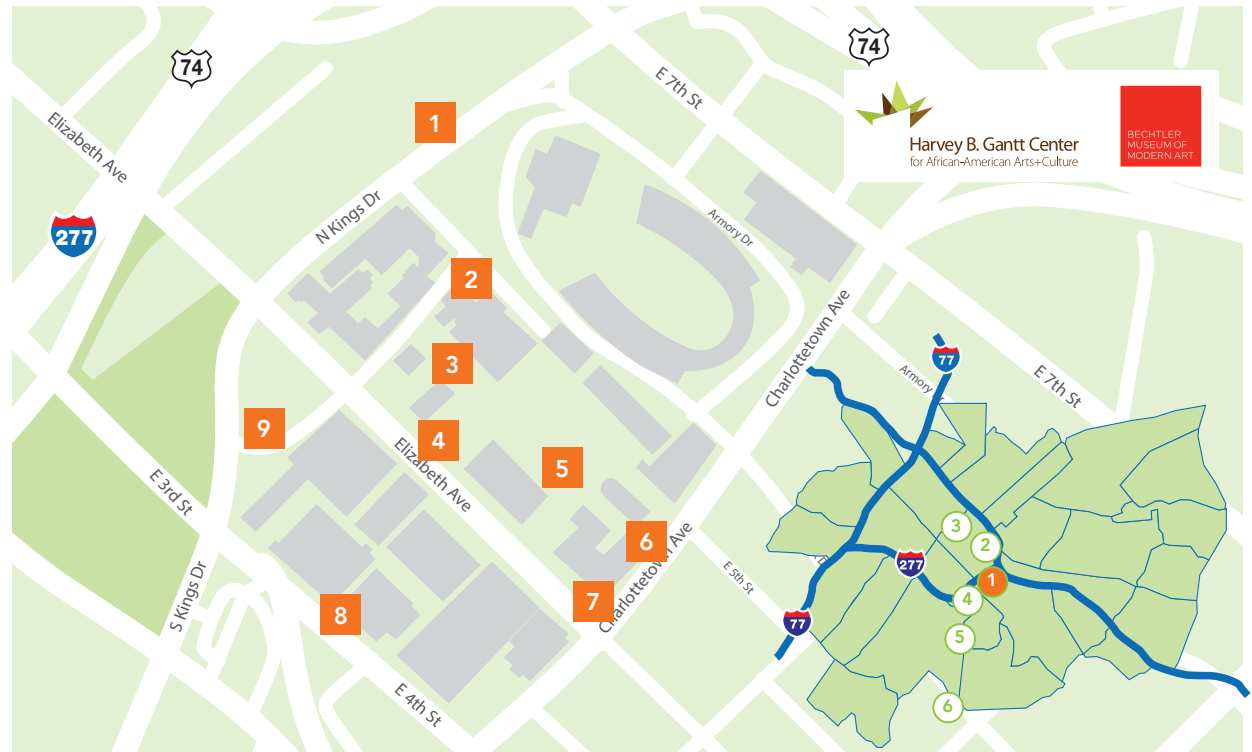 74
74
E 7th St
Elizabeth Ave
1
Harvey B. Gantt Center
for African-American Arts+Culture
BECHTLER
MUSEUM OF
MODERN ART
277
N Kings Dr
Armory Dr
2
3
Charlottetown Ave
77
E 7th St
Armory
9
4
Elizabeth Ave
5
E 3rd St
6
Charlottetown Ave
E 5th St
7
8
S Kings Dr
E 4th St
3
2
277
1
4
77
5
6